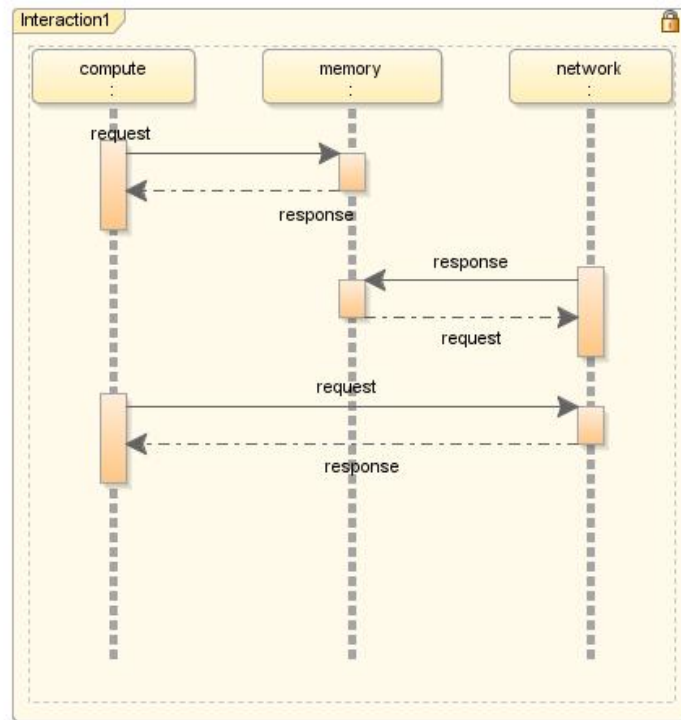 Interaction1
compute
:
memory
:
network
:
request
response
response
request
request
response